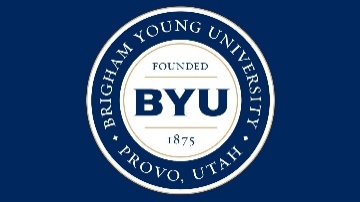 BRIGHAM YOUNG UNIVERSITY
FOUNDED
BYU
1875
• PROVO, UTAH •